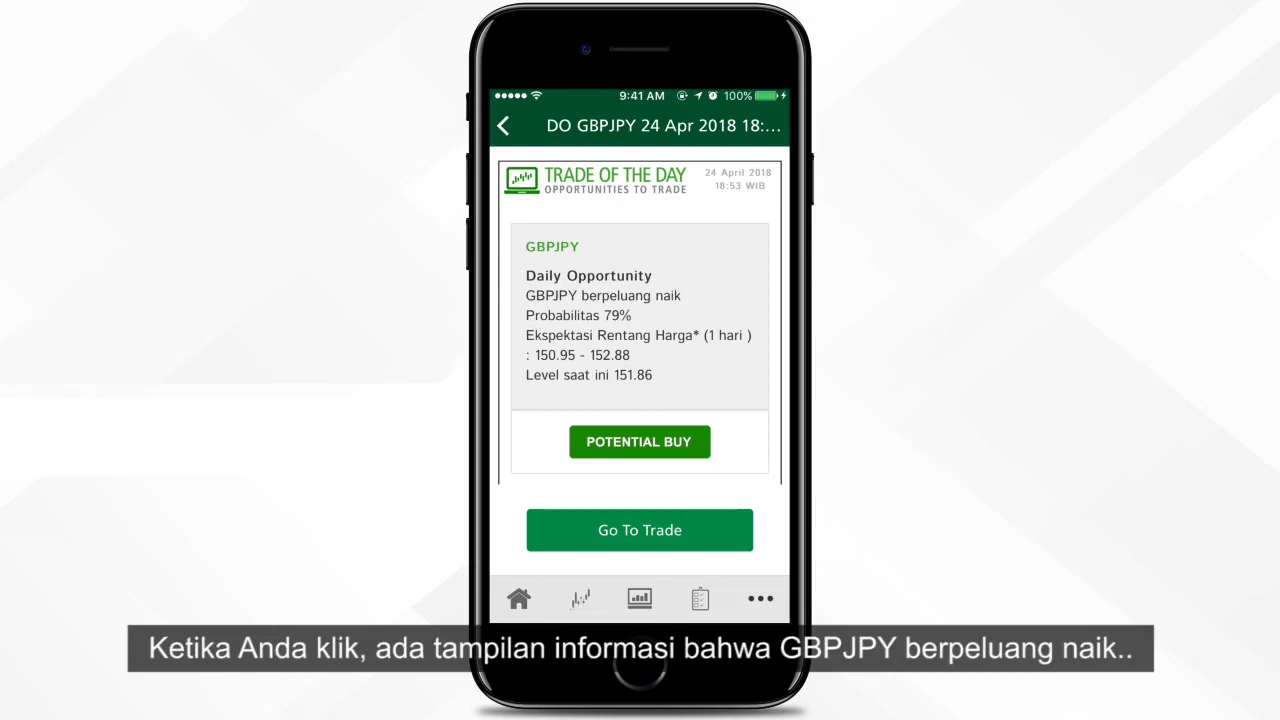 9:41 AM 100%
DO GBPJPY 24 Apr 2018 18:...
TRADE OF THE DAY
OPPORTUNITIES TO TRADE
24 April 2018
18:53 WIB
GBPJPY
Daily Opportunity
GBPJPY berpeluang naik
Probabilitas 79%
Ekspektasi Rentang Harga* (1 hari )
: 150.95 - 152.88
Level saat ini 151.86
POTENTIAL BUY
Go To Trade
Ketika Anda klik, ada tampilan informasi bahwa GBPJPY berpeluang naik..